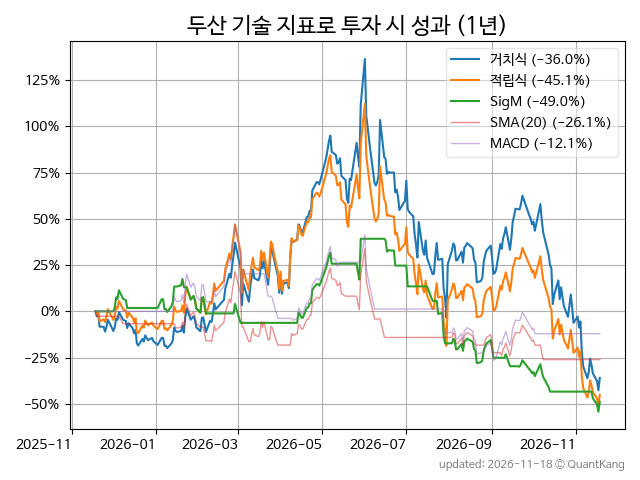 두산 기술 지표로 투자 시 성과 (1년)
거치식 (−36.0%)
적립식 (−45.1%)
SigM (−49.0%)
SMA(20) (−26.1%)
MACD (−12.1%)
125%
100%
75%
50%
25%
0%
−25%
−50%
2025-11
2026-01
2026-03
2026-05
2026-07
2026-09
2026-11
updated: 2026-11-18 @ QuantKang